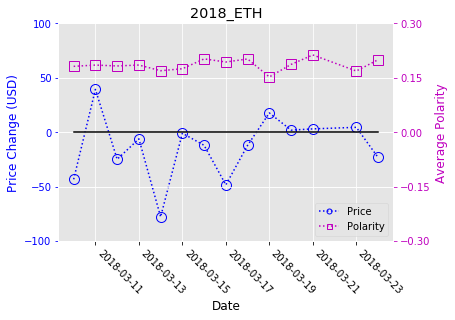 2018_ETH
100
50
0
−50
−100
Price Change (USD)
0.30
0.15
0.00
−0.15
−0.30
Average Polarity
Price
Polarity
2018-03-11
2018-03-13
2018-03-15
2018-03-17
2018-03-19
2018-03-21
2018-03-23
Date